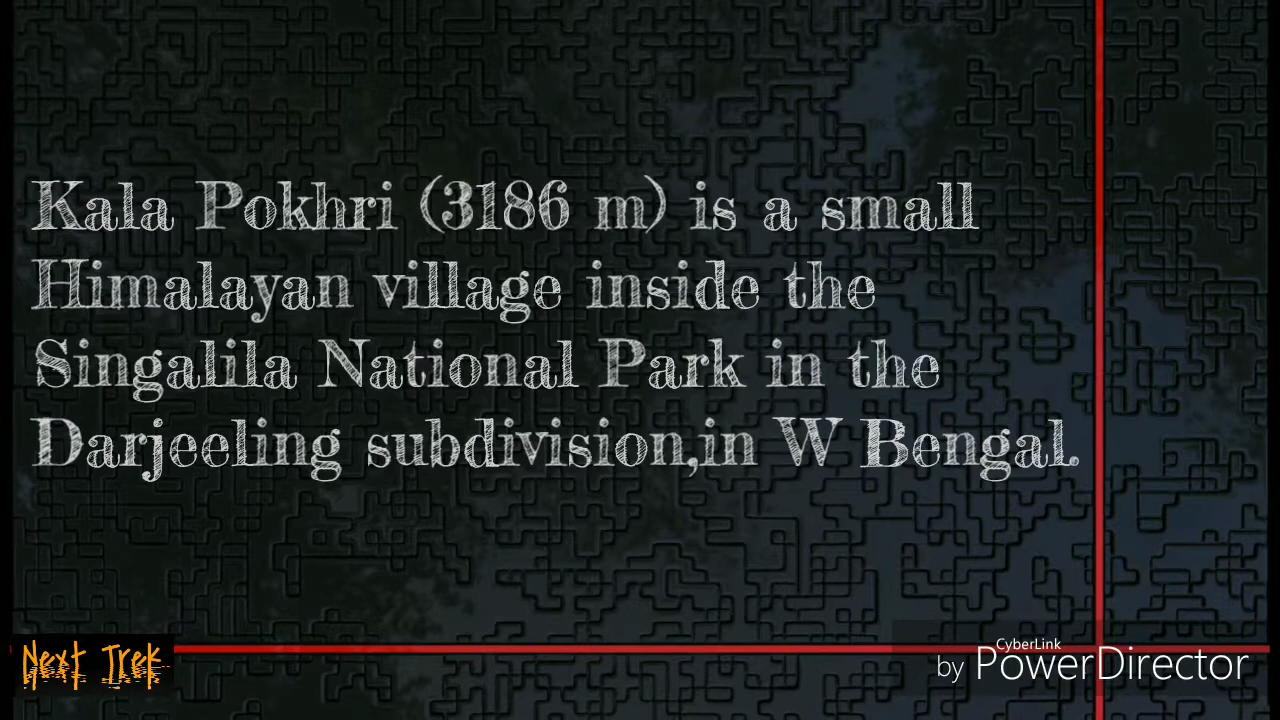 Kala Pokhri (3186 m) is a small
Himalayan village inside the
Singalila National Park in the
Darjeeling subdivision,in W Bengal.
Next Trek
CyberLink
by PowerDirector